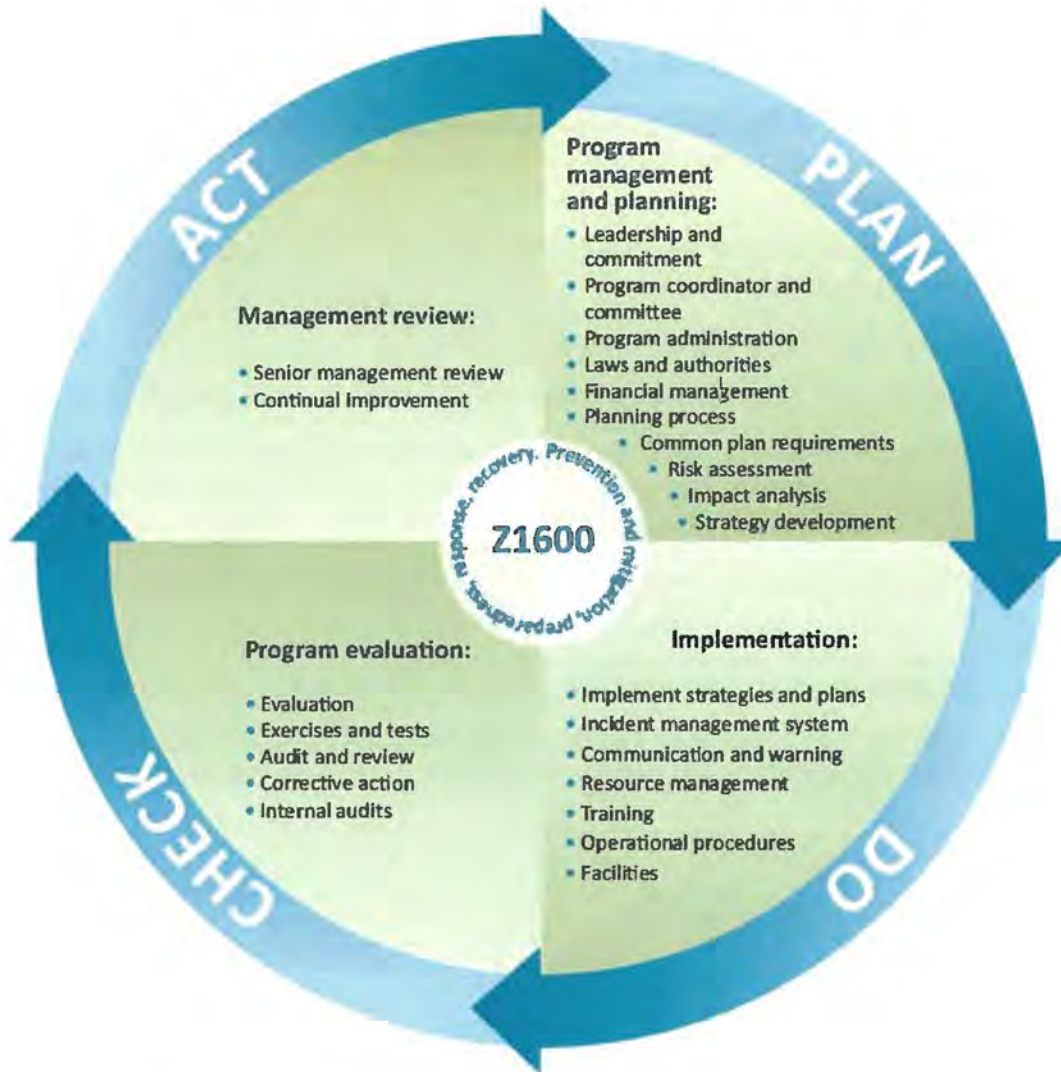 PLAN
Program
management
and planning:
• Leadership and
commitment
• Program coordinator and
committee
• Program administration
• Laws and authorities
• Financial management
• Planning process
• Common plan requirements
• Risk assessment
• Impact analysis
• Strategy development
DO
Implementation:
• Implement strategies and plans
• Incident management system
• Communication and warning
• Resource management
• Training
• Operational procedures
• Facilities
CHECK
Program evaluation:
• Evaluation
• Exercises and tests
• Audit and review
• Corrective action
• Internal audits
ACT
Management review:
• Senior management review
• Continual improvement
Prevention and mitigation, preparedness, response, recovery.
Z1600